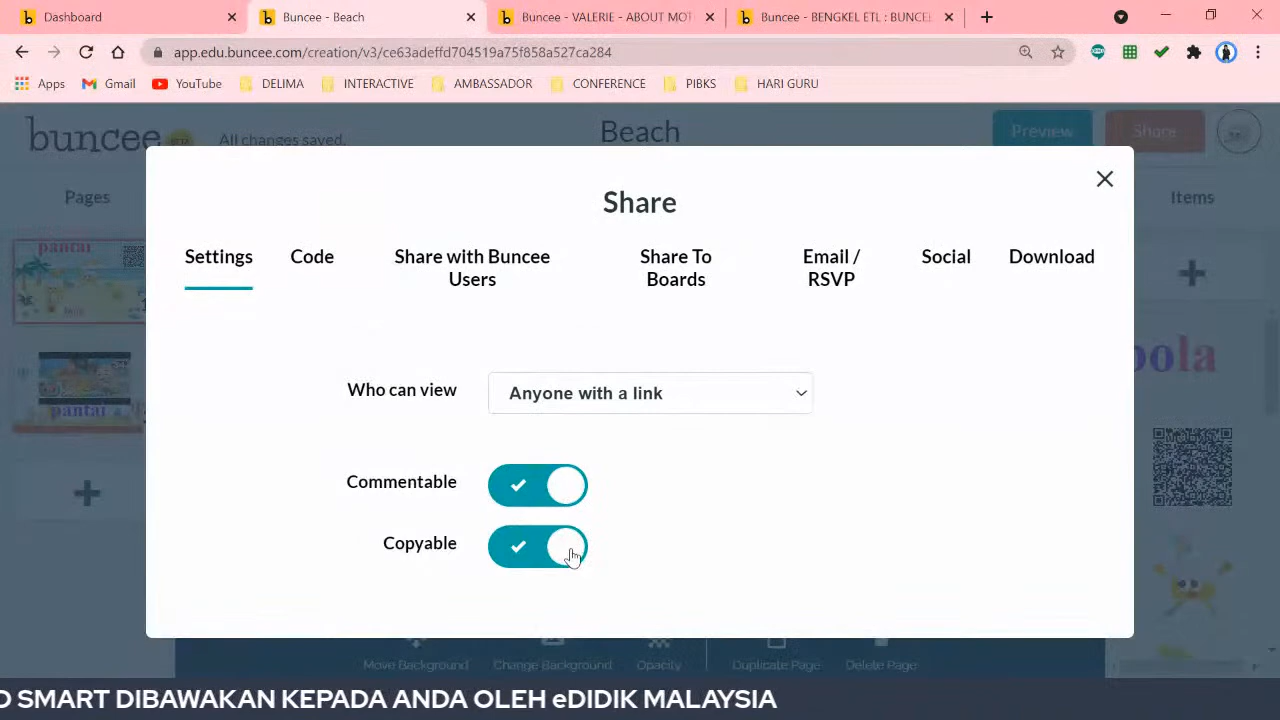 Dashboard
Buncee - Beach
Buncee - VALERIE - ABOUT MOT
Buncee - BENGKEL ETL : BUNCEL
app.edu.buncee.com/creation/v3/ce63adeffd704519a75f858a527ca284
Apps
Gmail
YouTube
DELIMA
INTERACTIVE
AMBASSADOR
CONFERENCE
PIBKS
HARI GURU
buncee
All changes saved.
Beach
Preview
Share
Pages
Items
pantai
pantai
bola
Share
Settings
Code
Share with Buncee
Users
Share To
Boards
Email /
RSVP
Social
Download
Who can view
Anyone with a link
Commentable
Copyable
Move Background
Change Background
Opacity
Duplicate Page
Delete Page
D SMART DIBAWAKAN KEPADA ANDA OLEH eDIDIK MALAYSIA